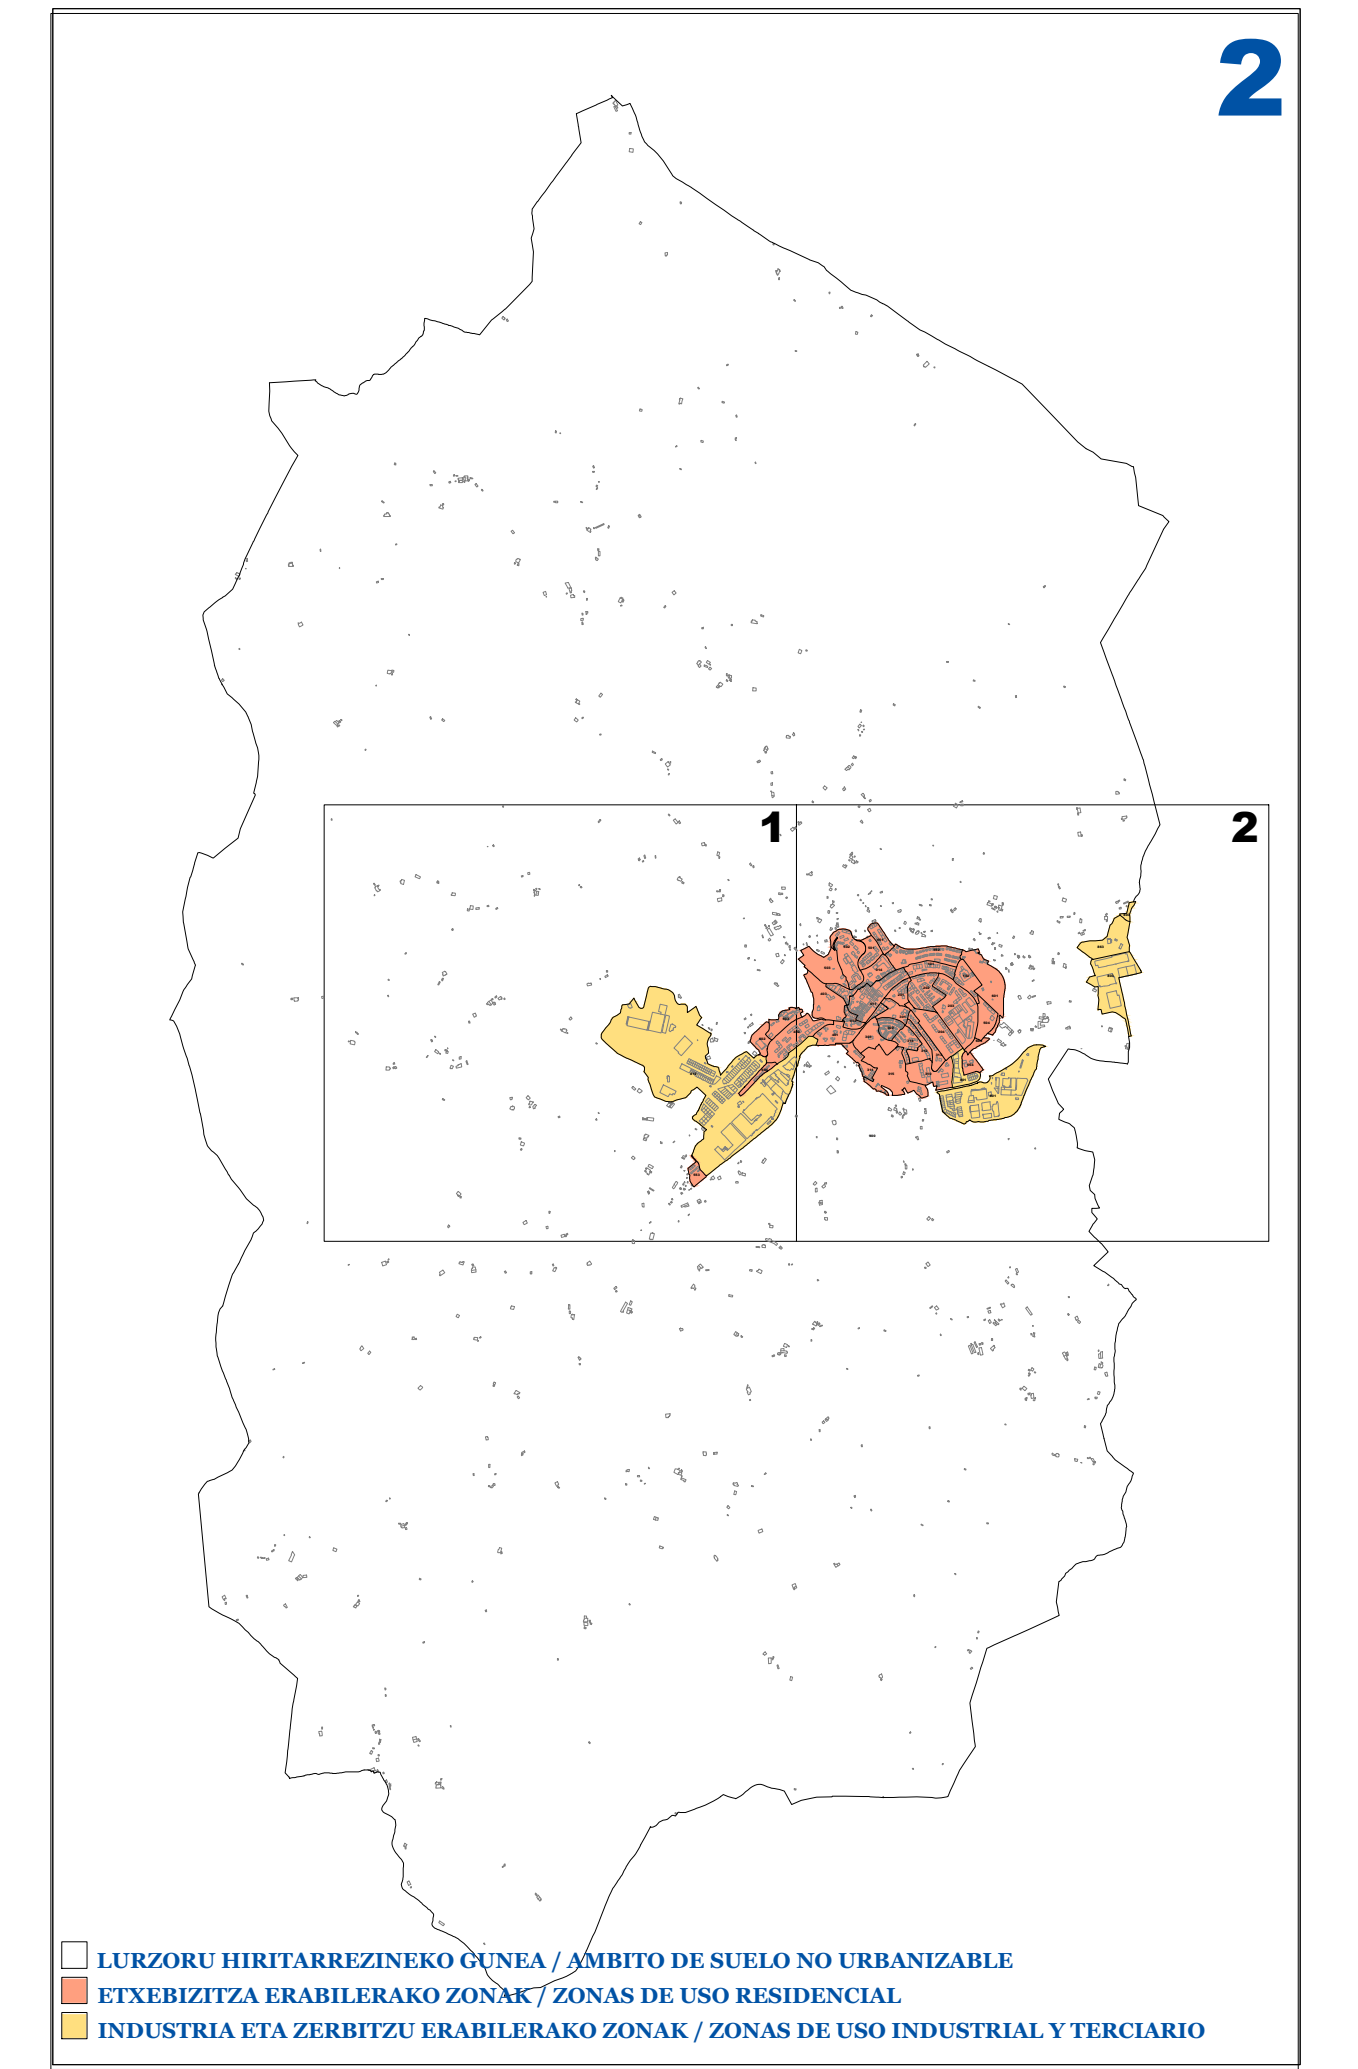 2
1
2
LURZORU HIRITARREZINEKO GUNEA / AMBITO DE SUELO NO URBANIZABLE
ETXEBIZITZA ERABILERAKO ZONAK / ZONAS DE USO RESIDENCIAL
INDUSTRIA ETA ZERBITZU ERABILERAKO ZONAK / ZONAS DE USO INDUSTRIAL Y TERCIARIO